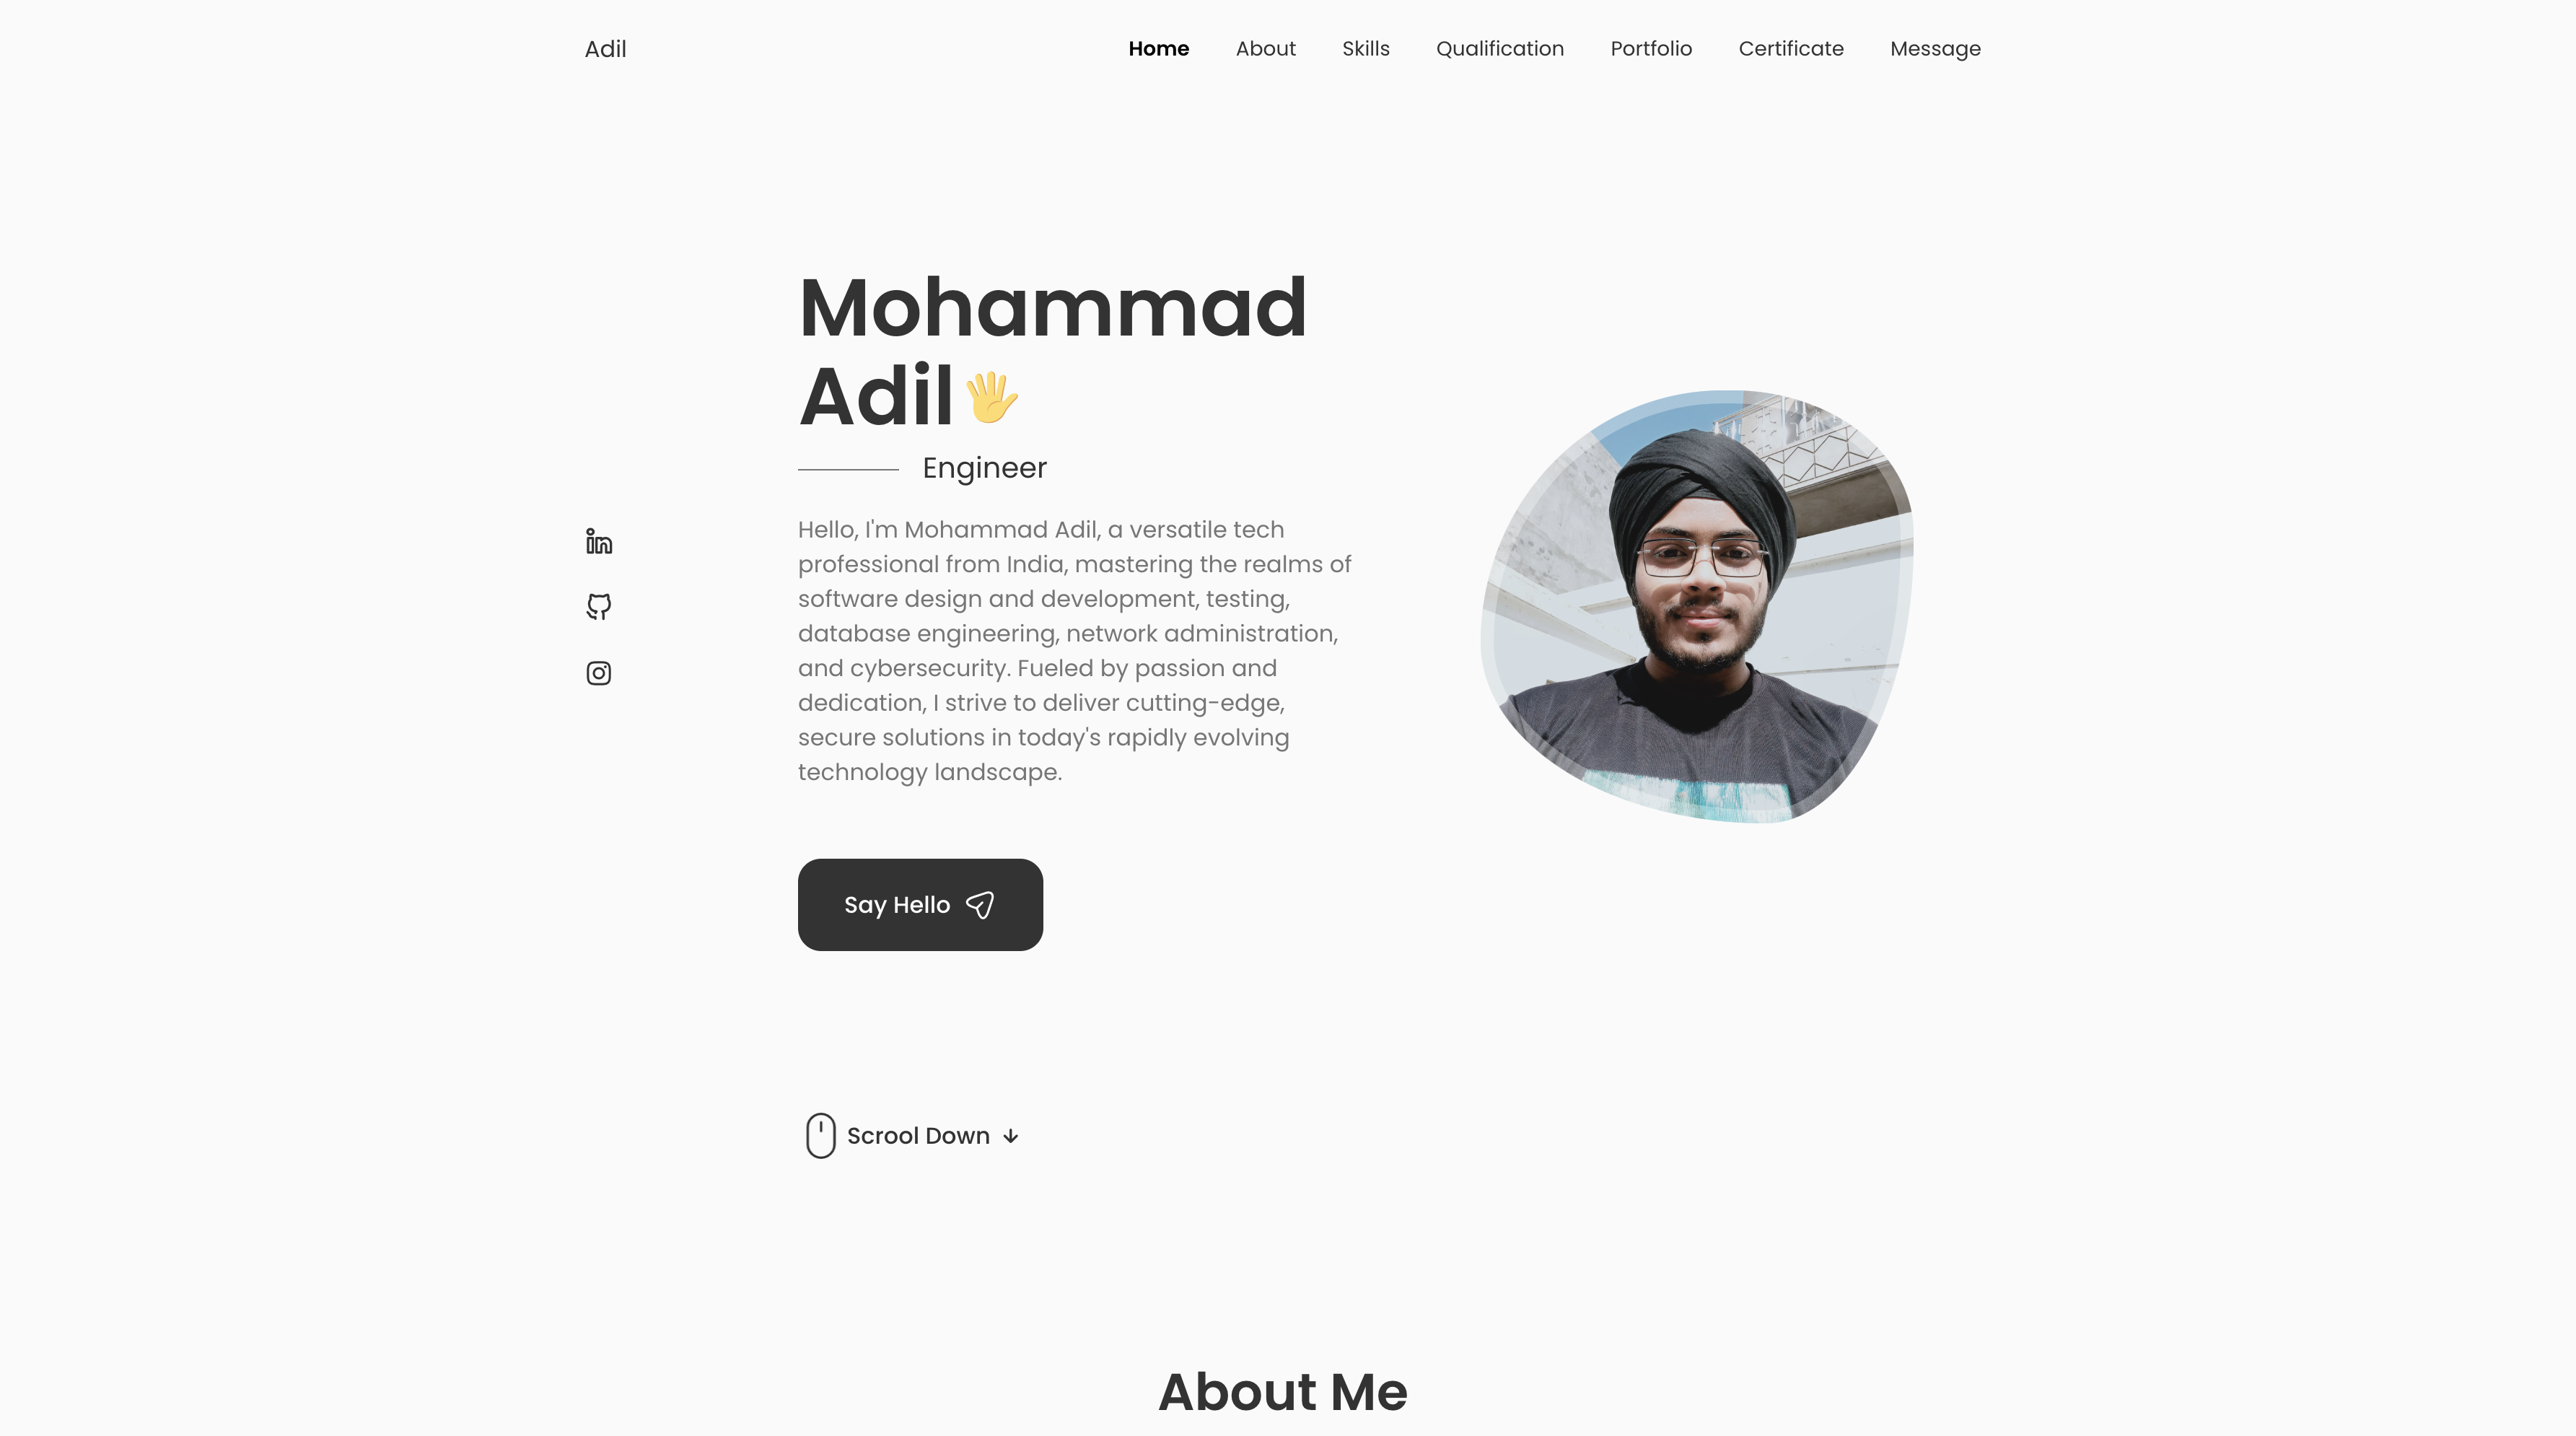 Adil
Home About Skills Qualification Portfolio Certificate Message
Mohammad
Adil🖐
Engineer
Hello, I'm Mohammad Adil, a versatile tech
professional from India, mastering the realms of
software design and development, testing,
database engineering, network administration,
and cybersecurity. Fueled by passion and
dedication, I strive to deliver cutting-edge,
secure solutions in today's rapidly evolving
technology landscape.
Say Hello
Scrool Down
About Me